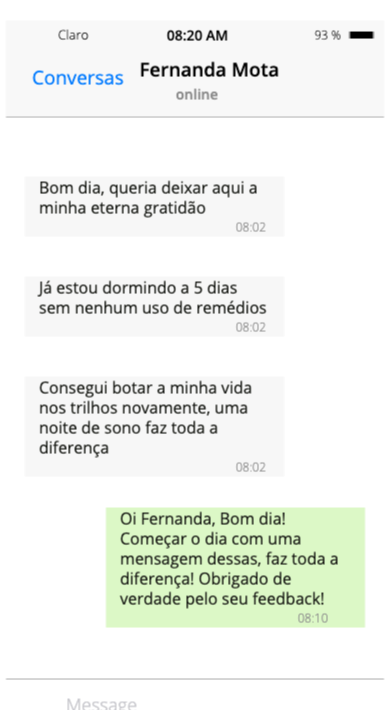 Claro 08:20 AM 93 %
Conversas Fernanda Mota
online
Bom dia, queria deixar aqui a
minha eterna gratidão
08:02
Já estou dormindo a 5 dias
sem nenhum uso de remédios
08:02
Consegui botar a minha vida
nos trilhos novamente, uma
noite de sono faz toda a
diferença
08:02
Oi Fernanda, Bom dia!
Começar o dia com uma
mensagem dessas, faz toda a
diferença! Obrigado de
verdade pelo seu feedback!
08:10
Message